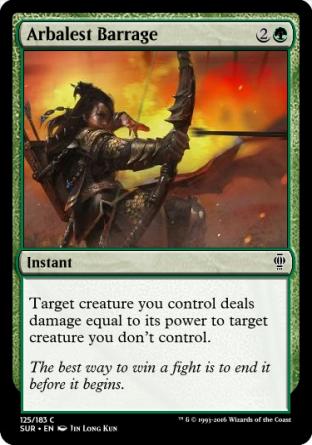 Arbalest Barrage 2
Instant
Target creature you control deals
damage equal to its power to target
creature you don't control.
The best way to win a fight is to end it
before it begins.
125/183 C
SUR • EN Jin Long Kun
™ & © 1993-2016 Wizards of the Coast